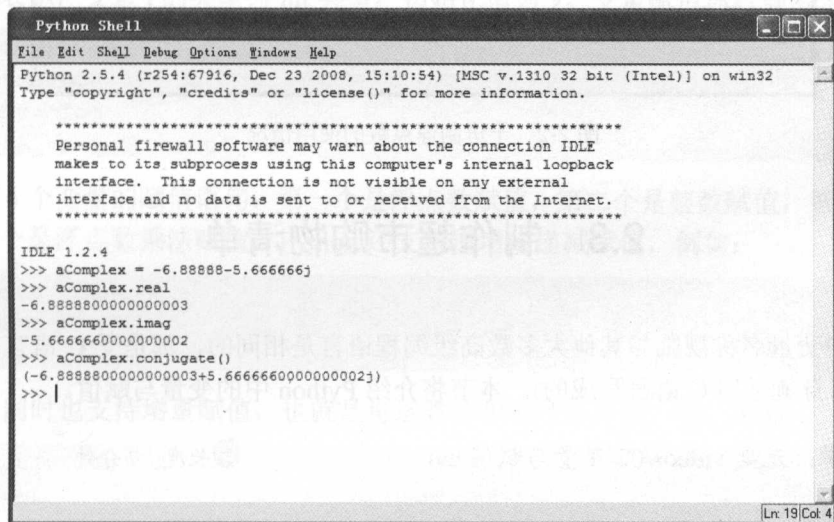 Python Shell
File Edit Shell Debug Options Windows Help
Python 2.5.4 (r254:67916, Dec 23 2008, 15:10:54) [MSC v.1310 32 bit (Intel)] on win32
Type "copyright", "credits" or "license()" for more information.
****************************************************************
Personal firewall software may warn about the connection IDLE
makes to its subprocess using this computer's internal loopback
interface. This connection is not visible on any external
interface and no data is sent to or received from the Internet.
****************************************************************
IDLE 1.2.4
>>> aComplex = -6.88888-5.666666j
>>> aComplex.real
-6.8888800000000003
>>> aComplex.imag
-5.6666660000000002
>>> aComplex.conjugate()
(-6.8888800000000003+5.6666660000000002j)
>>>
Ln: 19 Col: 4